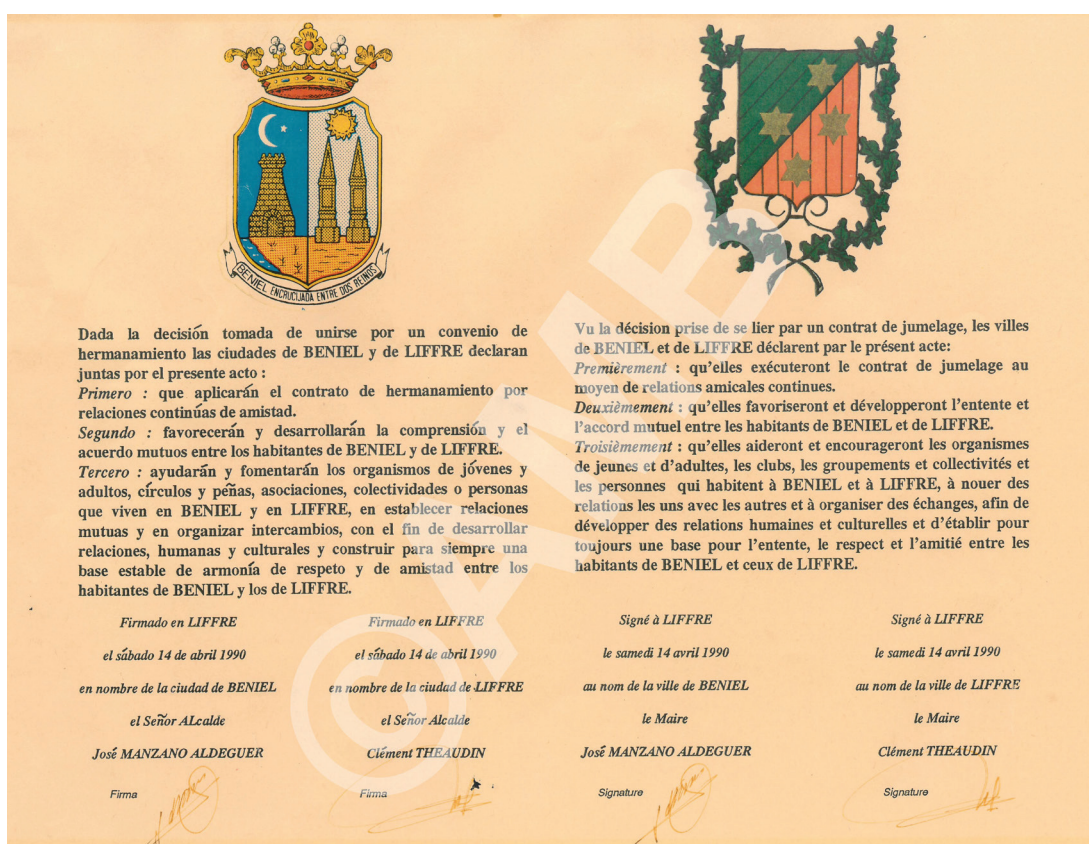 BENIEL ENCRUCIJADA ENTRE DOS REINOS
Dada la decisión tomada de unirse por un convenio de
hermanamiento las ciudades de BENIEL y de LIFFRE declaran
juntas por el presente acto :
Primero : que aplicarán el contrato de hermanamiento por
relaciones continúas de amistad.
Segundo : favorecerán y desarrollarán la comprensión y el
acuerdo mutuos entre los habitantes de BENIEL y de LIFFRE.
Tercero : ayudarán y fomentarán los organismos de jóvenes y
adultos, círculos y peñas, asociaciones, colectividades o personas
que viven en BENIEL y en LIFFRE, en establecer relaciones
mutuas y en organizar intercambios, con el fin de desarrollar
relaciones, humanas y culturales y construir para siempre una
base estable de armonía de respeto y de amistad entre los
habitantes de BENIEL y los de LIFFRE.
Vu la décision prise de se lier par un contrat de jumelage, les villes
de BENIEL et de LIFFRE déclarent par le présent acte:
Premièrement : qu'elles exécuteront le contrat de jumelage au
moyen de relations amicales continues.
Deuxièmement : qu'elles favoriseront et développeront l'entente et
l'accord mutuel entre les habitants de BENIEL et de LIFFRE.
Troisièmement : qu'elles aideront et encourageront les organismes
de jeunes et d'adultes, les clubs, les groupements et collectivités et
les personnes qui habitent à BENIEL et à LIFFRE, à nouer des
relations les uns avec les autres et à organiser des échanges, afin de
développer des relations humaines et culturelles et d'établir pour
toujours une base pour l'entente, le respect et l'amitié entre les
habitants de BENIEL et ceux de LIFFRE.
Firmado en LIFFRE
el sábado 14 de abril 1990
en nombre de la ciudad de BENIEL
el Señor ALcalde
José MANZANO ALDEGUER
Firma
Firmado en LIFFRE
el sábado 14 de abril 1990
en nombre de la ciudad de LIFFRE
el Señor Alcalde
Clément THEAUDIN
Firma
Signé à LIFFRE
le samedi 14 avril 1990
au nom de la ville de BENIEL
le Maire
José MANZANO ALDEGUER
Signature
Signé à LIFFRE
le samedi 14 avril 1990
au nom de la ville de LIFFRE
le Maire
Clément THEAUDIN
Signature
©AMB